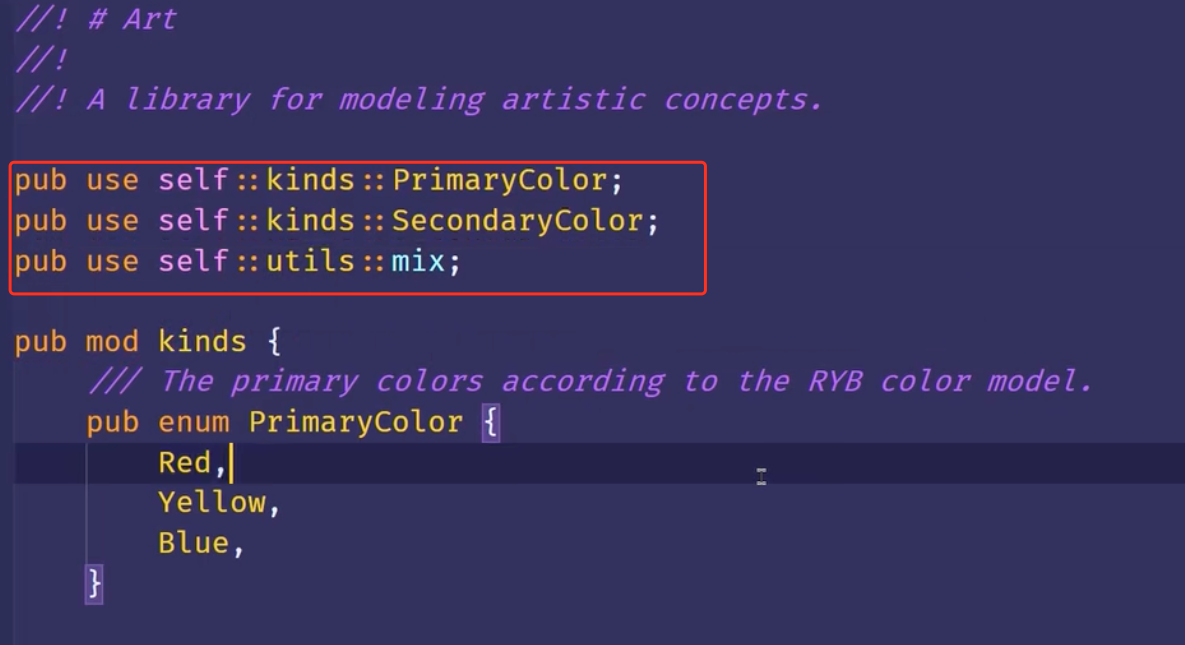 //! # Art
//!
//! A library for modeling artistic concepts.
pub use self::kinds::PrimaryColor;
pub use self::kinds::SecondaryColor;
pub use self::utils::mix;
pub mod kinds {
/// The primary colors according to the RYB color model.
pub enum PrimaryColor {
Red,
Yellow,
Blue,
}